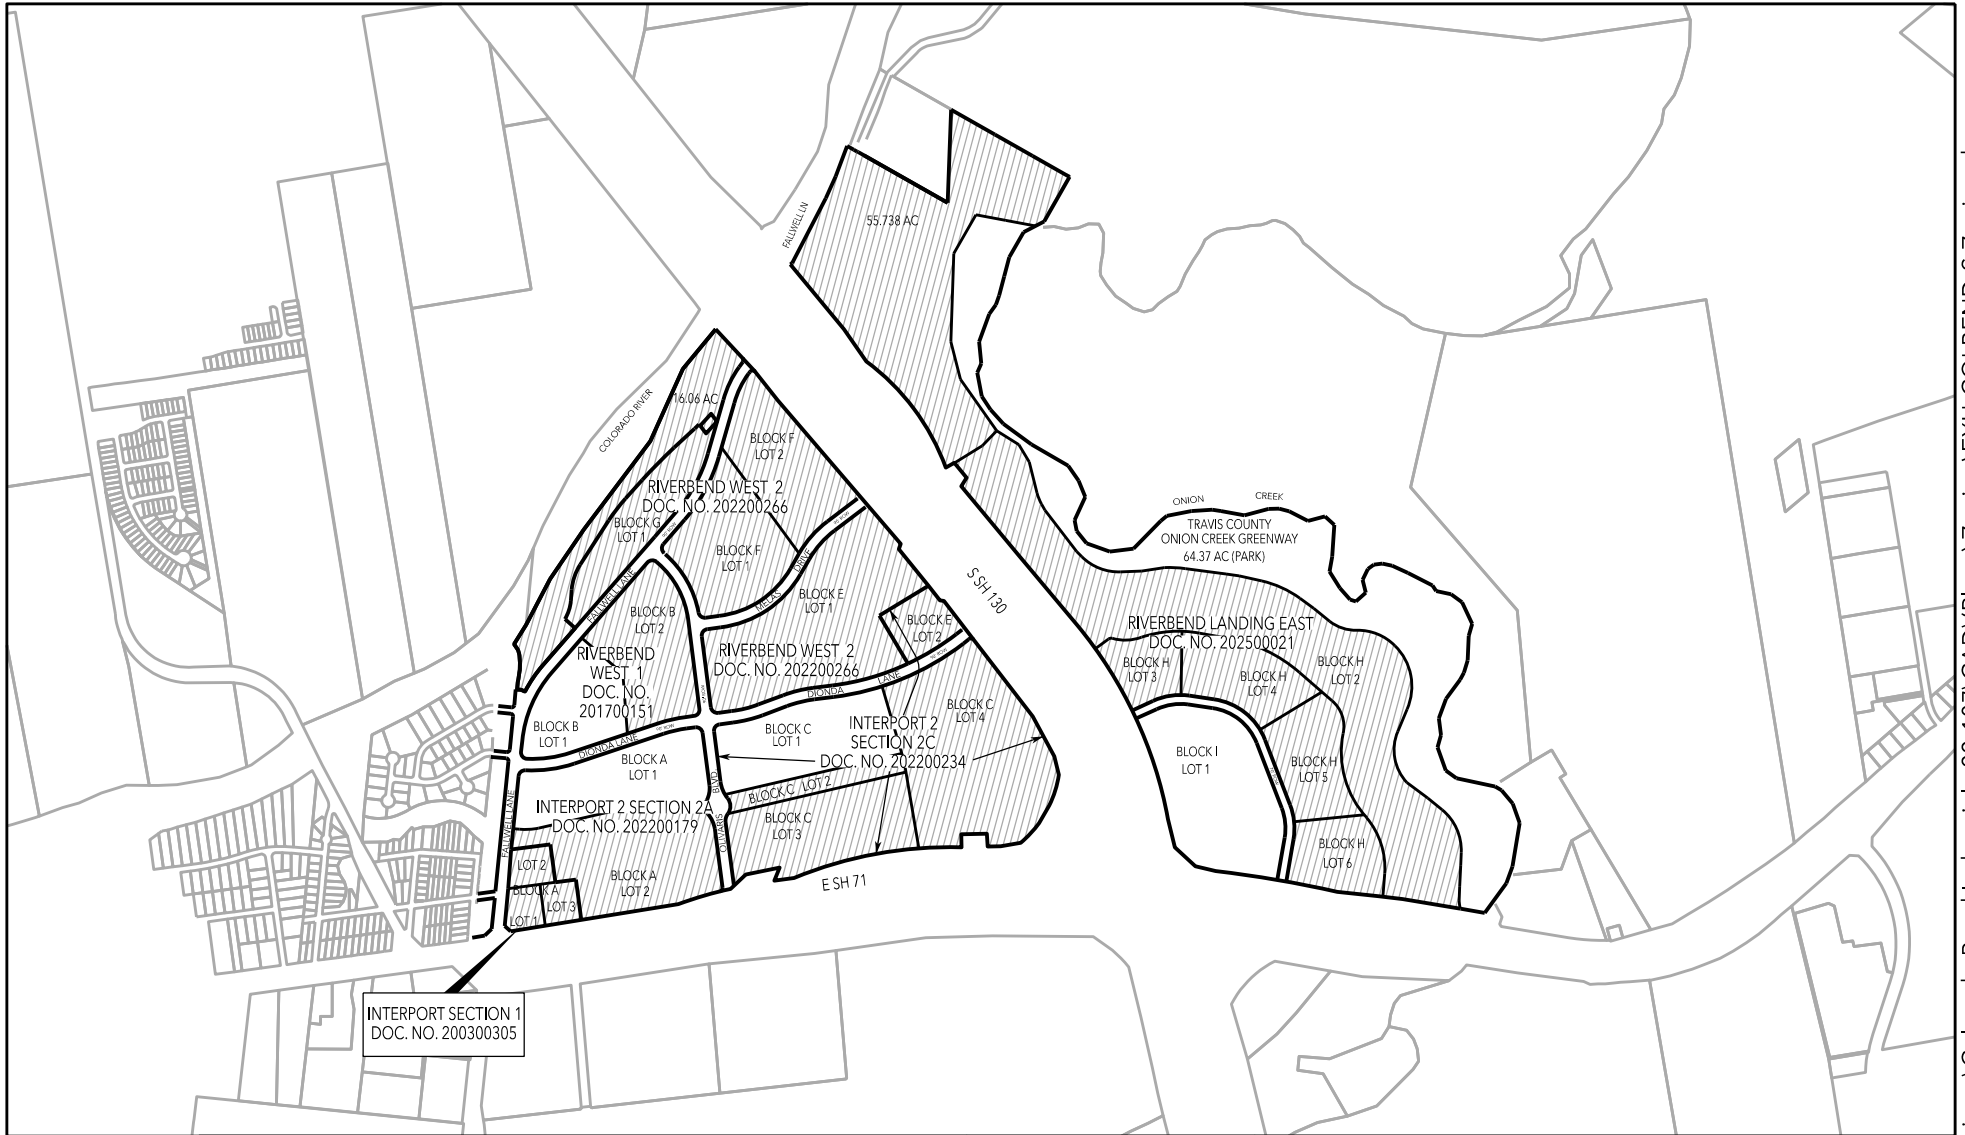 FALLWELL LN
55.738 AC
COLORADO RIVER
16.06 AC
BLOCK F
LOT 2
RIVERBEND WEST 2
DOC. NO. 202200266
BLOCK G
LOT 1
BLOCK F
LOT 1
MELAS DRIVE
FALLWELL LANE
BLOCK E
LOT 1
BLOCK B
LOT 2
BLOCK E
LOT 2
S SH 130
ONION CREEK
TRAVIS COUNTY
ONION CREEK GREENWAY
64.37 AC (PARK)
RIVERBEND LANDING EAST
DOC. NO. 202500021
BLOCK H
LOT 3
BLOCK H
LOT 4
BLOCK H
LOT 2
RIVERBEND
WEST 1
DOC. NO.
201700151
RIVERBEND WEST 2
DOC. NO. 202200266
DIONDA LANE
BLOCK B
LOT 1
DIONDA LANE
BLOCK C
LOT 1
BLOCK C
LOT 4
INTERPORT 2
SECTION 2C
DOC. NO. 202200234
BLOCK A
LOT 1
BLOCK I
LOT 1
BLOCK H
LOT 5
BLOCK C LOT 2
BLOCK C
LOT 3
OLIVARIS BLVD
INTERPORT 2 SECTION 2A
DOC. NO. 202200179
FALLWELL LANE
LOT 2
BLOCK A
LOT 1
LOT 3
BLOCK A
LOT 2
BLOCK H
LOT 6
E SH 71
INTERPORT SECTION 1
DOC. NO. 200300305